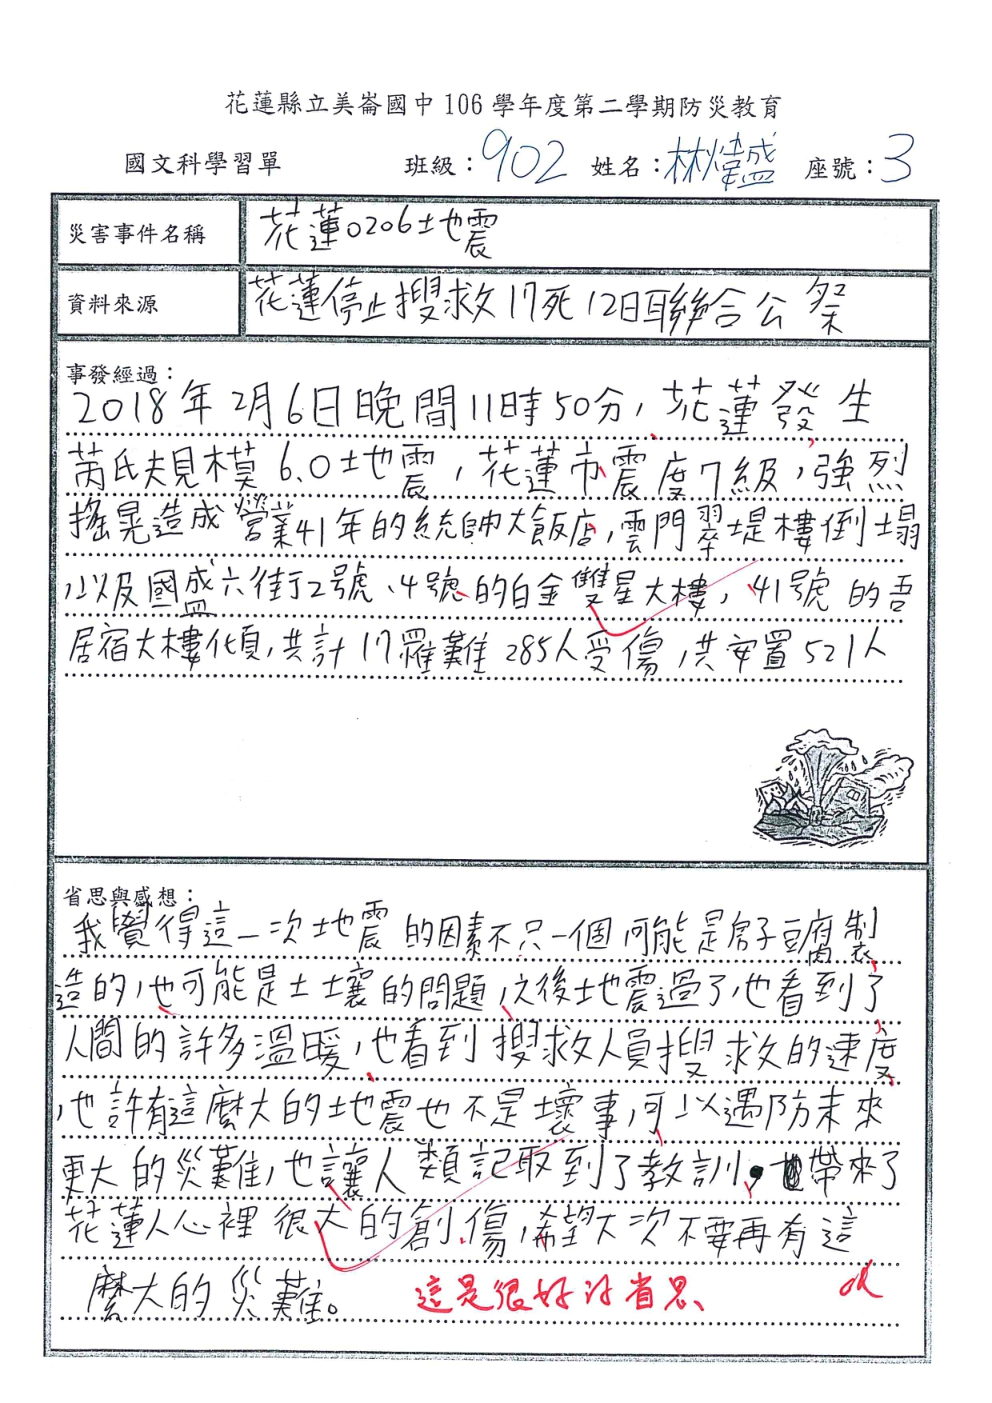 花蓮縣立美崙國中 106 學年度第二學期防災教育
國文科學習單 班級：902 姓名：林煒盛 座號：3
災害事件名稱 花蓮0206土地震
資料來源 花蓮停止搜救17死12日聯合公祭
事發經過：
2018年2月6日晚間11時50分，花蓮發生
芮氏規模6.0地震，花蓮市震度7級，強烈
搖晃造成營業41年的統帥大飯店，雲門翠堤樓倒塌
，以及國盛六街2號、4號的白金雙星大樓，41號的吾
居宿大樓傾，共計17罹難285人受傷，共安置521人
省思與感想：
我覺得這一次地震的因素不只一個可能是房子豆腐製
造的，也可能是土壤的問題，次後地震過了，也看到了
人間的許多溫暖，也看到搜救人員搜救的速度
，也許有這麼大的地震也不是壞事，可以遇防未來
更大的災難，也讓人類記取到了教訓，也帶來了
花蓮人心裡很大的創傷，希望大次不要再有這
麼大的災難。
這是很好的省思、